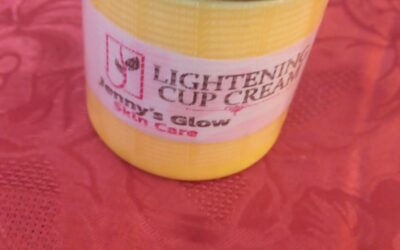 LIGHTENING
CUP CREAM
Jenny's Glow
Skin Care